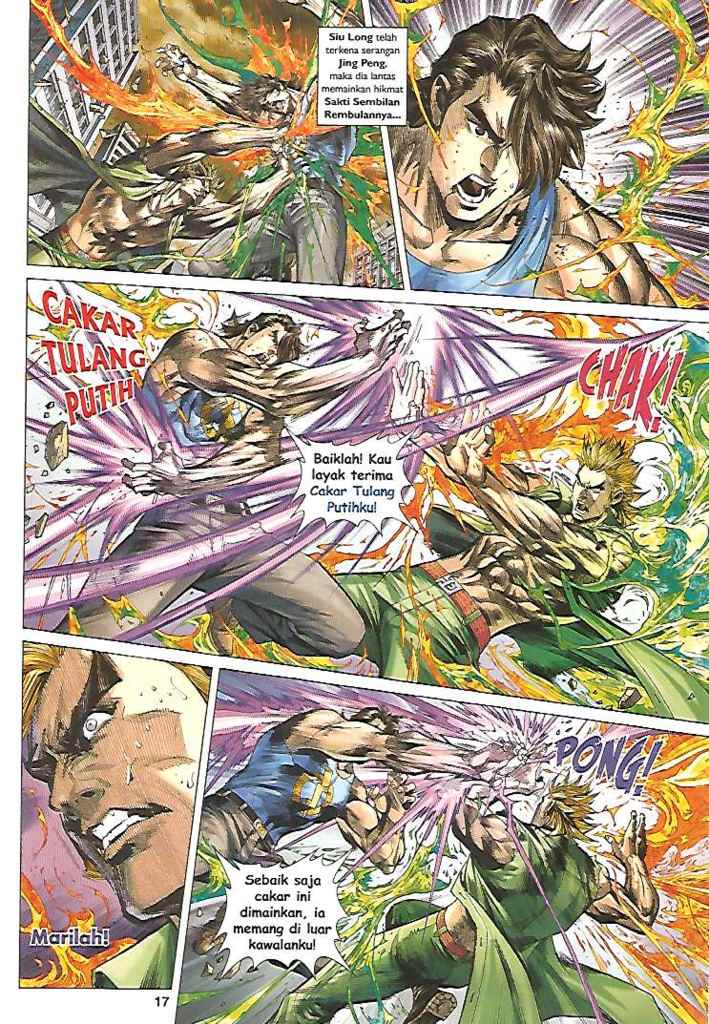 Siu Long telah
terkena serangan
Jing Peng,
maka dia lantas
memainkan hikmat
Sakti Sembilan
Rembulannya...
CAKAR
TULANG
PUTIH
CHAK!
Baiklah! Kau
layak terima
Cakar Tulang
Putihku!
Marilah!
PONG!
Sebaik saja
cakar ini
dimainkan, ia
memang di luar
kawalanku!
17